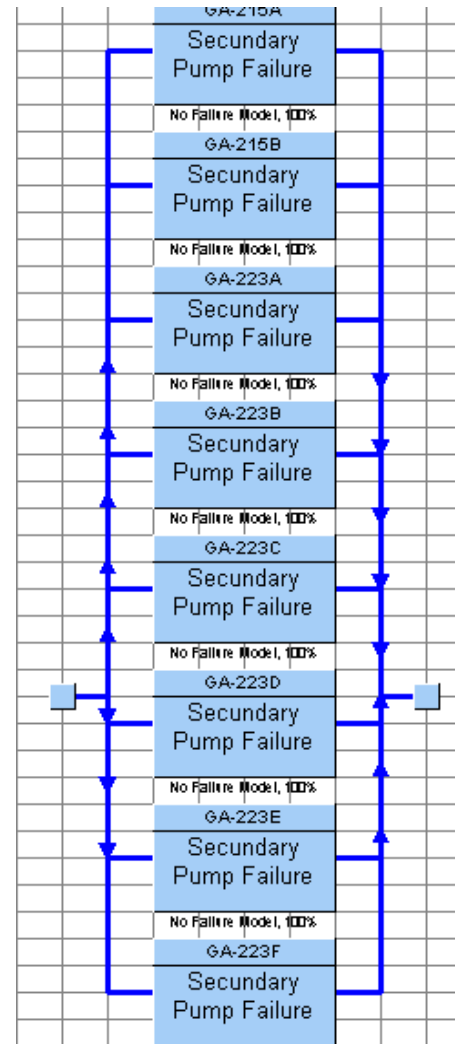 GA-215A
Secundary
Pump Failure
No Failure Model, 100%
GA-215B
Secundary
Pump Failure
No Failure Model, 100%
GA-223A
Secundary
Pump Failure
No Failure Model, 100%
GA-223B
Secundary
Pump Failure
No Failure Model, 100%
GA-223C
Secundary
Pump Failure
No Failure Model, 100%
GA-223D
Secundary
Pump Failure
No Failure Model, 100%
GA-223E
Secundary
Pump Failure
No Failure Model, 100%
GA-223F
Secundary
Pump Failure